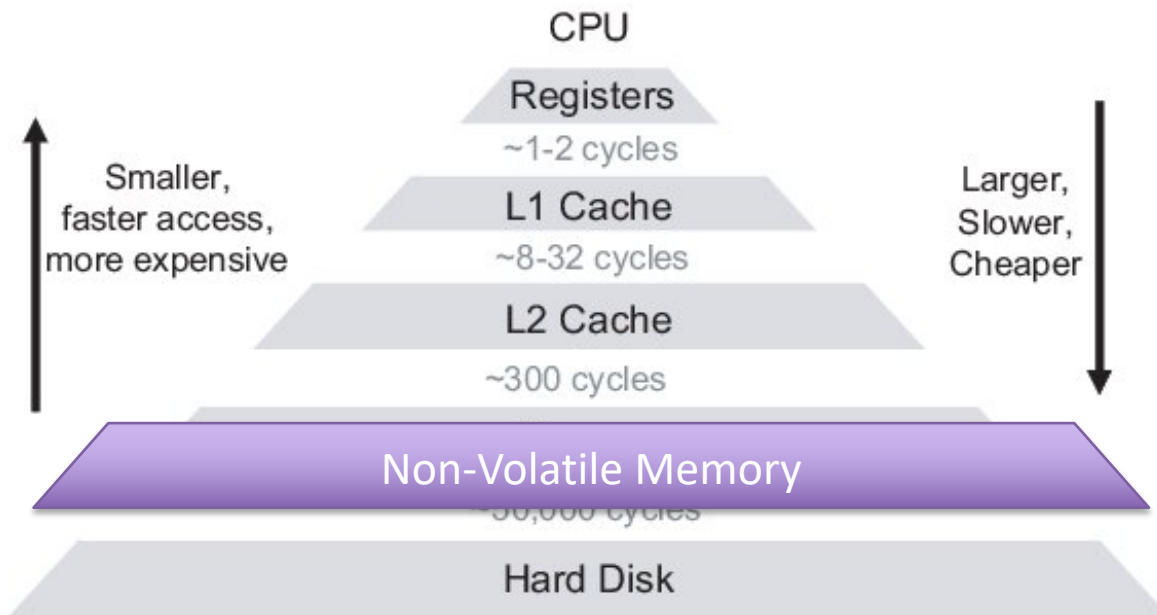 CPU
Registers
~1-2 cycles
Smaller,
faster access,
more expensive
L1 Cache
~8-32 cycles
Larger,
Slower,
Cheaper
L2 Cache
~300 cycles
Non-Volatile Memory
cycles
Hard Disk